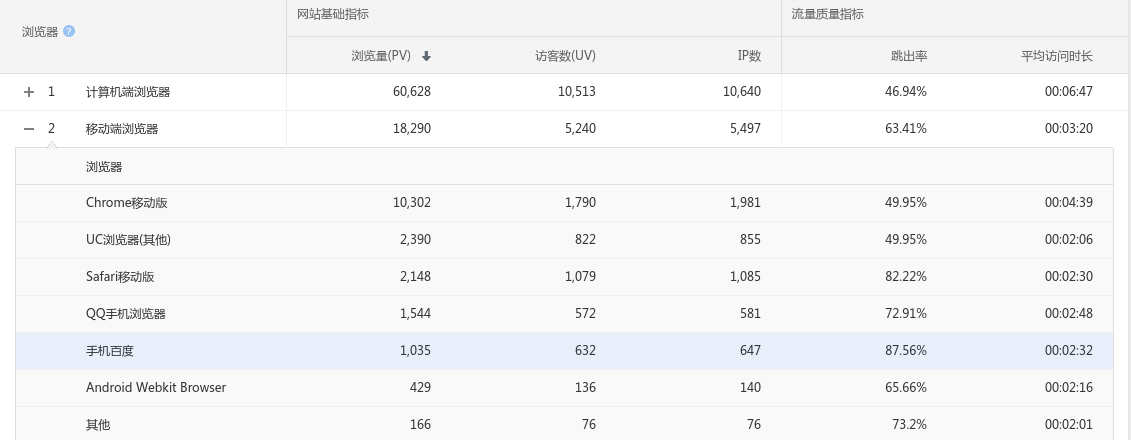 网站基础指标 流量质量指标
浏览器 ?
浏览量(PV) 访客数(UV) IP数 跳出率 平均访问时长
1 计算机端浏览器 60,628 10,513 10,640 46.94% 00:06:47
2 移动端浏览器 18,290 5,240 5,497 63.41% 00:03:20
浏览器
Chrome移动版 10,302 1,790 1,981 49.95% 00:04:39
UC浏览器(其他) 2,390 822 855 49.95% 00:02:06
Safari移动版 2,148 1,079 1,085 82.22% 00:02:30
QQ手机浏览器 1,544 572 581 72.91% 00:02:48
手机百度 1,035 632 647 87.56% 00:02:32
Android Webkit Browser 429 136 140 65.66% 00:02:16
其他 166 76 76 73.2% 00:02:01